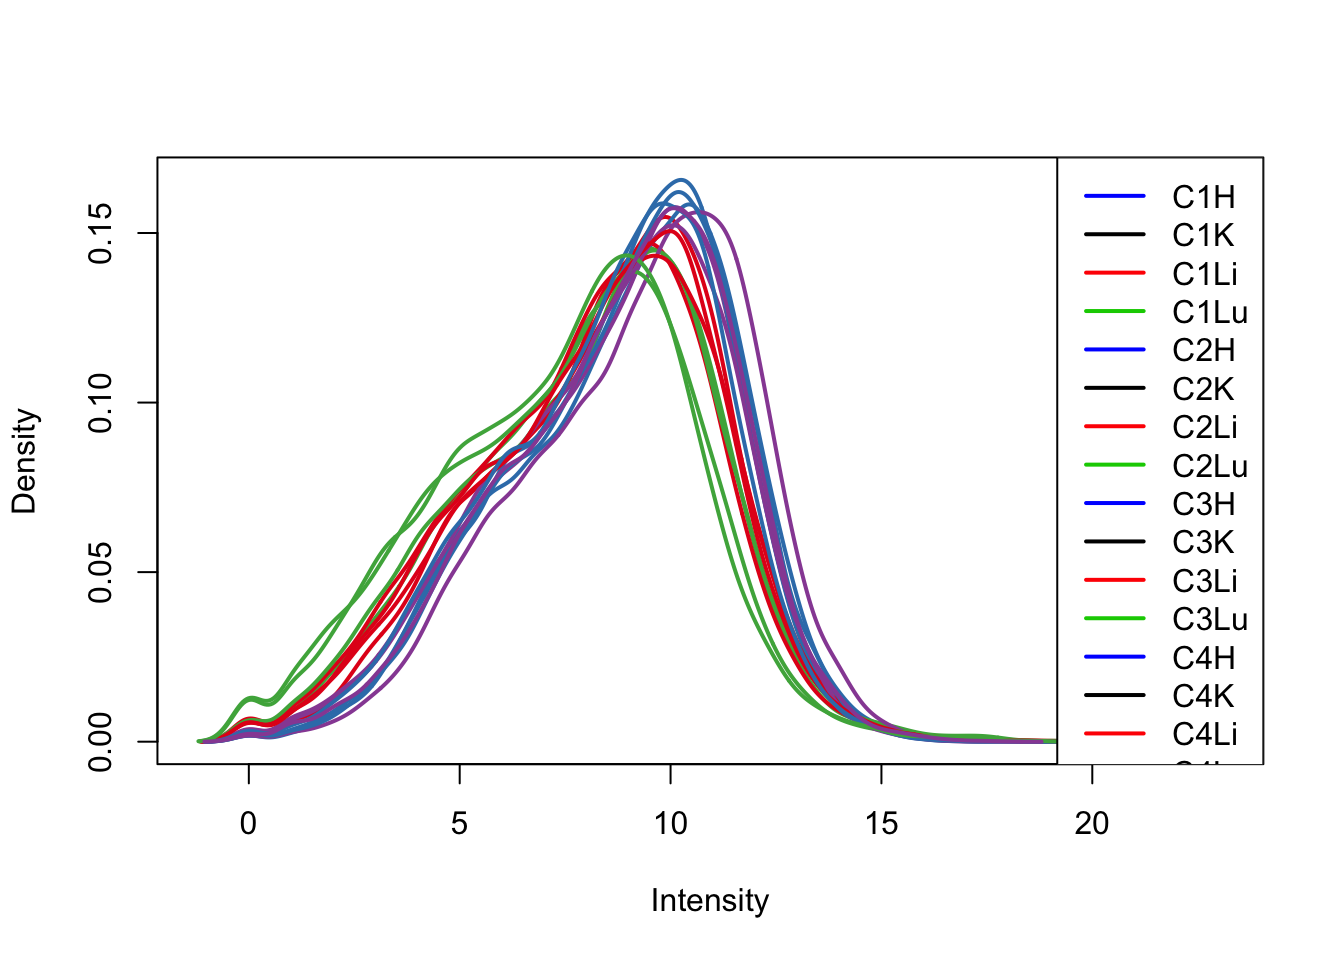 Density
0.15
0.10
0.05
0.00
0 5 10 15 20
Intensity
C1H
C1K
C1Li
C1Lu
C2H
C2K
C2Li
C2Lu
C3H
C3K
C3Li
C3Lu
C4H
C4K
C4Li